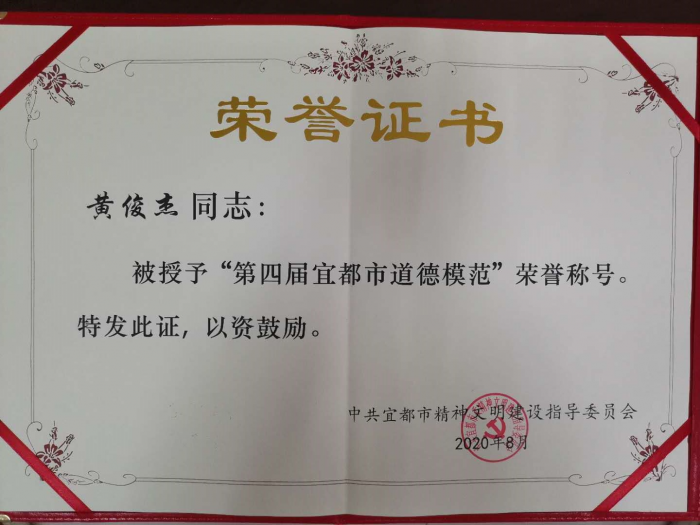 荣誉证书
黄俊杰 同志：
被授予“第四届宜都市道德模范”荣誉称号。
特发此证，以资鼓励。
中共宜都市精神文明建设指导委员会
2020年8月